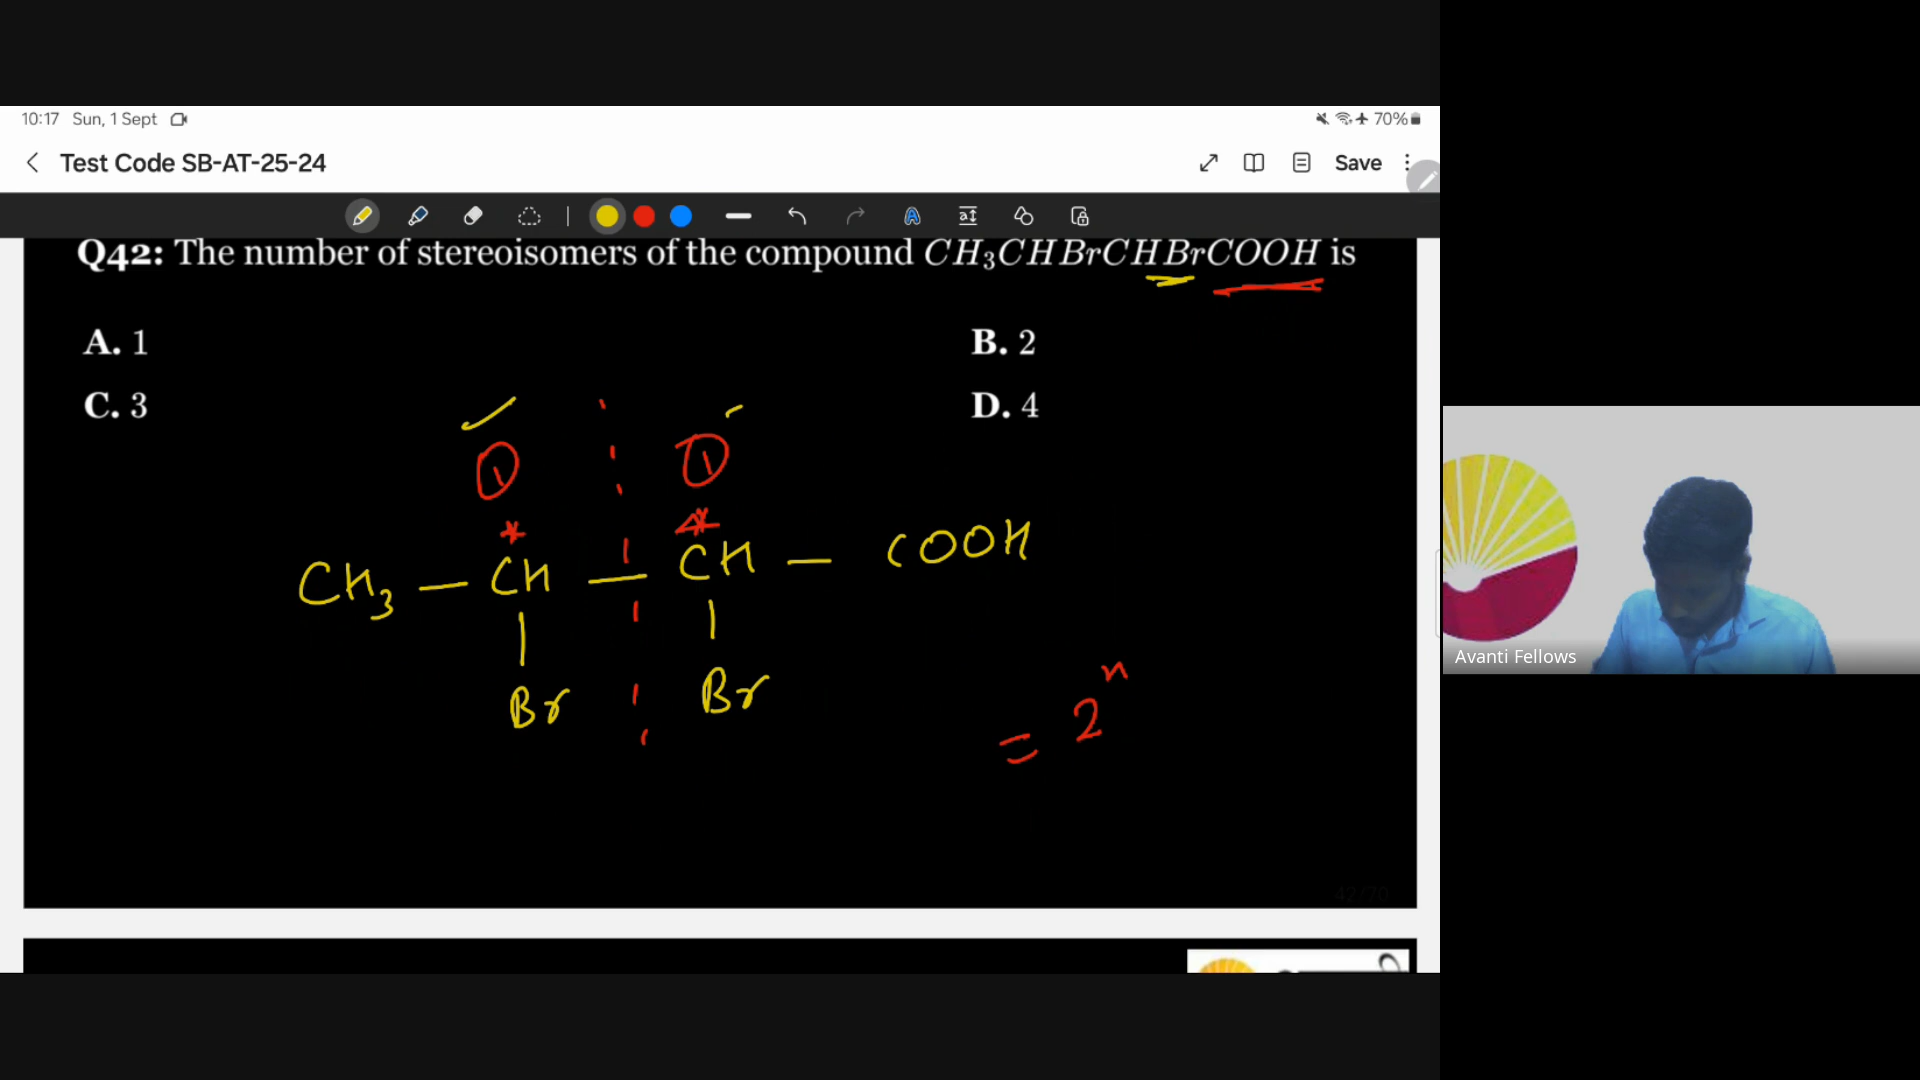 10:17 Sun, 1 Sept 70%
Test Code SB-AT-25-24 Save
Q42: The number of stereoisomers of the compound CH₃CHBrCHBrCOOH is
A. 1 B. 2
C. 3 D. 4
① ①
* *
CH₃ — CH — CH — COOH
Br Br
= 2ⁿ
42/70
Avanti Fellows